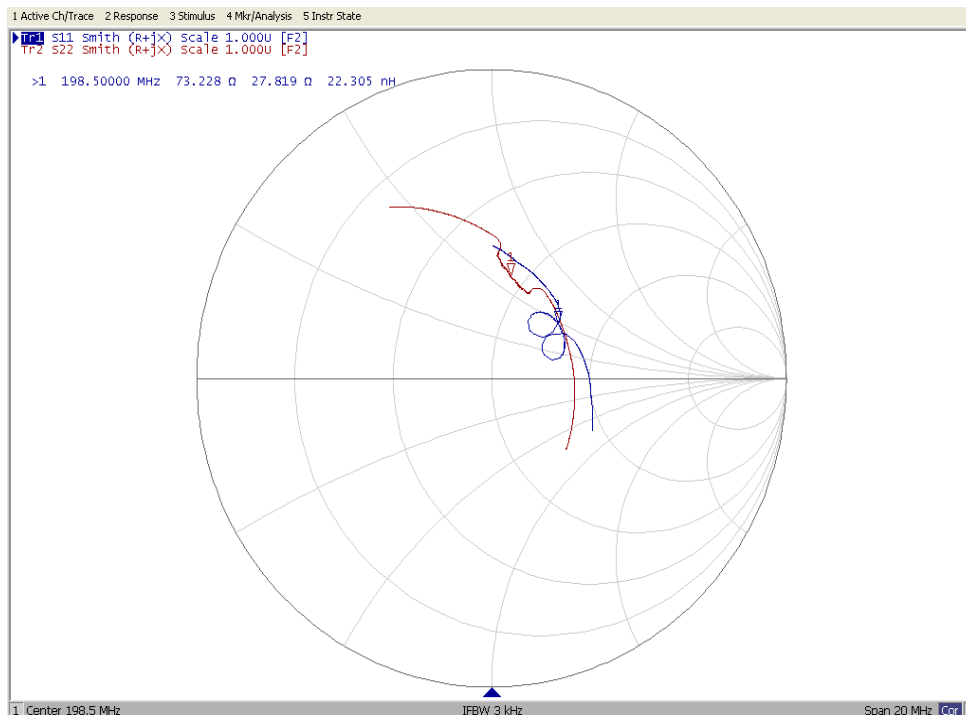 1 Active Ch/Trace 2 Response 3 Stimulus 4 Mkr/Analysis 5 Instr State
Tr1 S11 Smith (R+jX) Scale 1.000U [F2]
Tr2 S22 Smith (R+jX) Scale 1.000U [F2]
>1 198.50000 MHz 73.228 Ω 27.819 Ω 22.305 nH
1
1
1 Center 198.5 MHz IFBW 3 kHz Span 20 MHz Cor